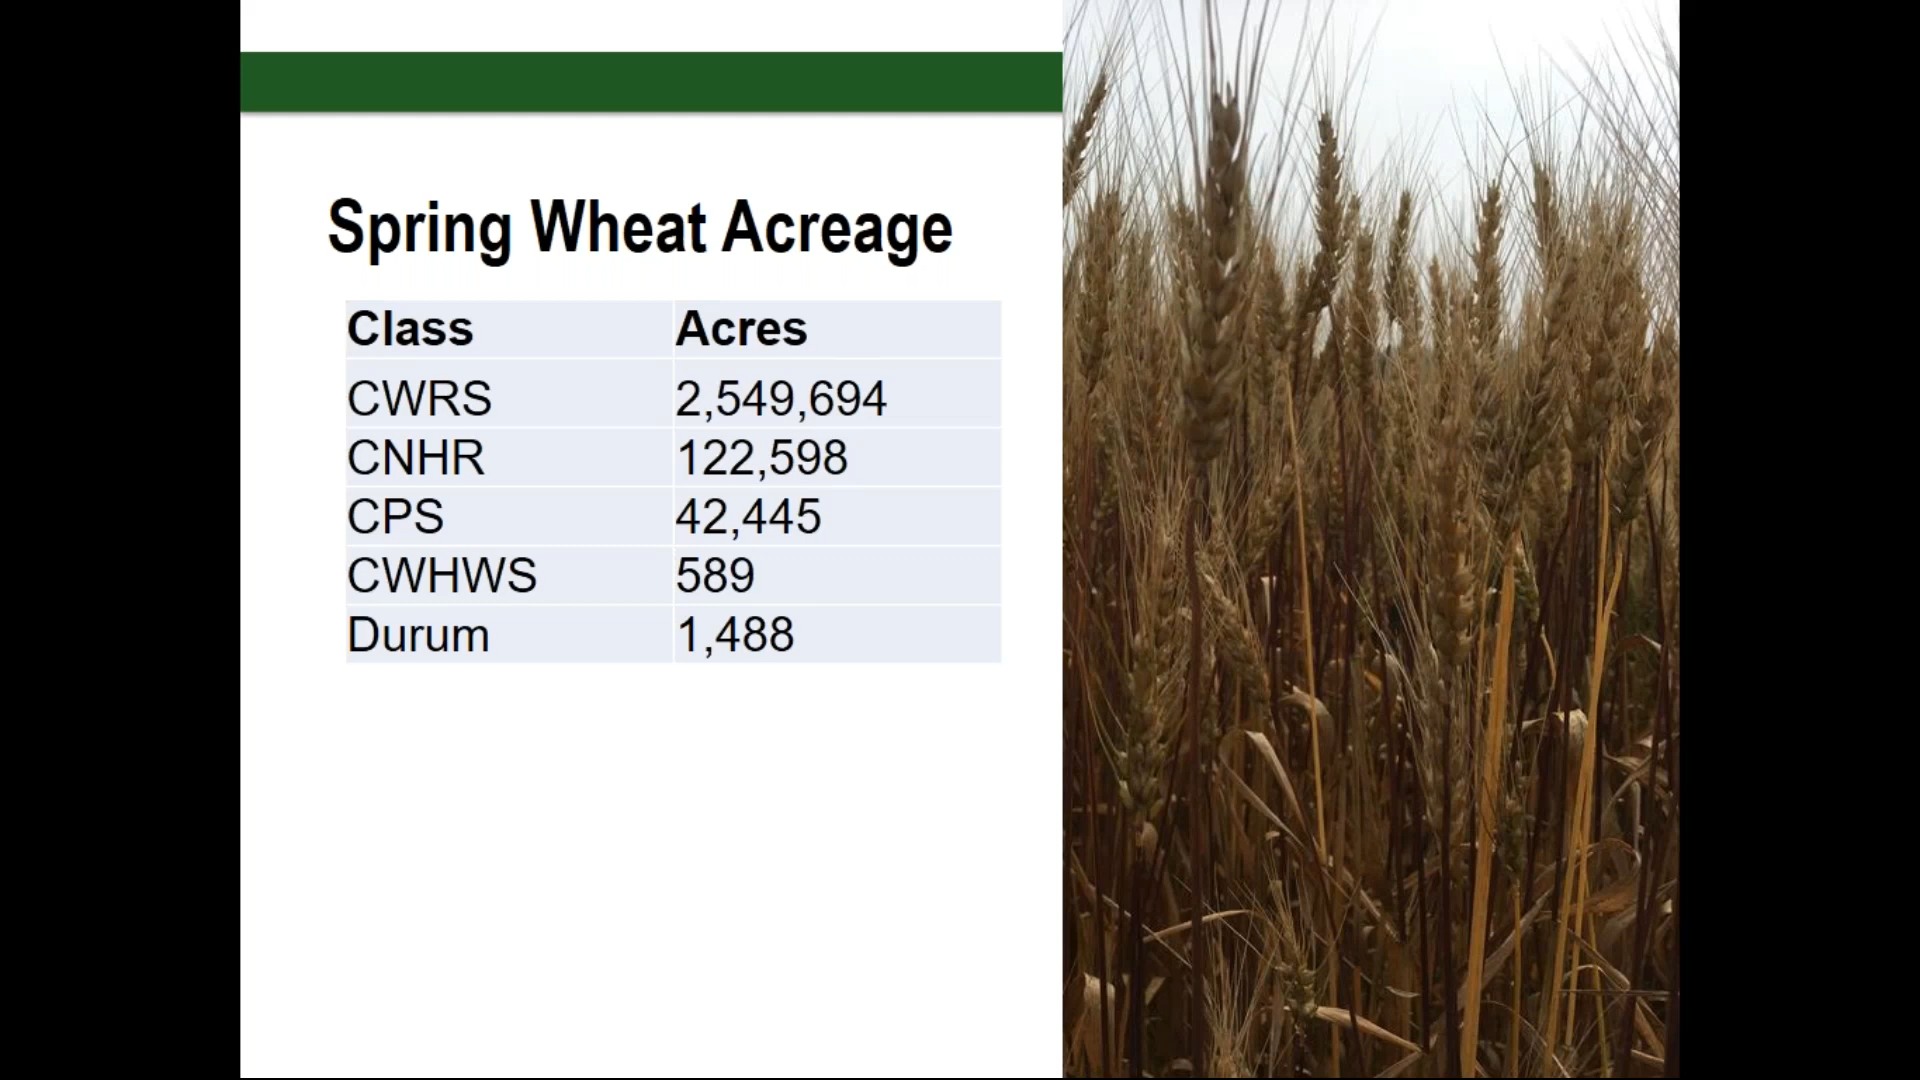 Spring Wheat Acreage
Class Acres
CWRS 2,549,694
CNHR 122,598
CPS 42,445
CWHWS 589
Durum 1,488